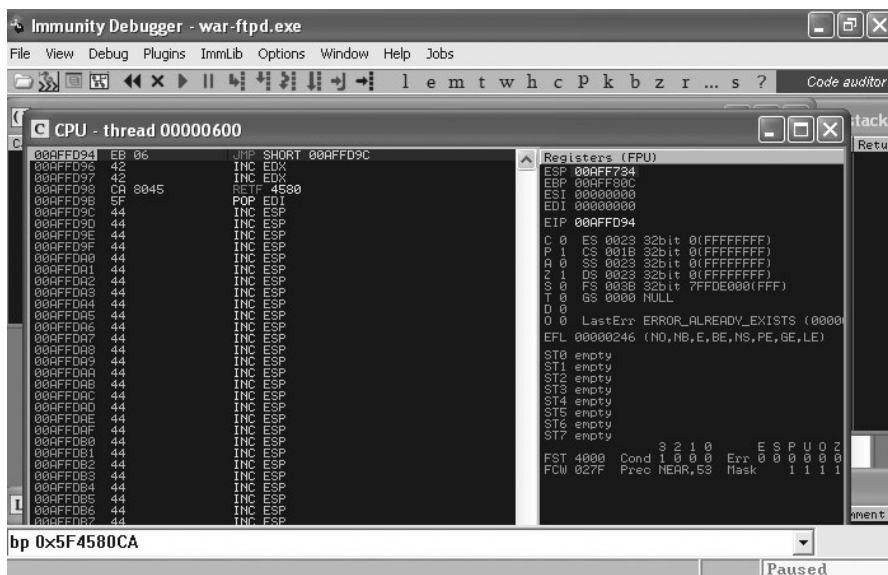 Immunity Debugger - war-ftpd.exe
File View Debug Plugins ImmLib Options Window Help Jobs
l e m t w h c P k b z r ... s ? Code auditor
CPU - thread 00000600
stack
Retu
00AFFD94 EB 06 JMP SHORT 00AFFD9C
00AFFD96 42 INC EDX
00AFFD97 42 INC EDX
00AFFD98 CA 8045 RETF 4580
00AFFD9B 5F POP EDI
00AFFD9C 44 INC ESP
00AFFD9D 44 INC ESP
00AFFD9E 44 INC ESP
00AFFD9F 44 INC ESP
00AFFDA0 44 INC ESP
00AFFDA1 44 INC ESP
00AFFDA2 44 INC ESP
00AFFDA3 44 INC ESP
00AFFDA4 44 INC ESP
00AFFDA5 44 INC ESP
00AFFDA6 44 INC ESP
00AFFDA7 44 INC ESP
00AFFDA8 44 INC ESP
00AFFDA9 44 INC ESP
00AFFDAA 44 INC ESP
00AFFDAB 44 INC ESP
00AFFDAC 44 INC ESP
00AFFDAD 44 INC ESP
00AFFDAE 44 INC ESP
00AFFDAF 44 INC ESP
00AFFDB0 44 INC ESP
00AFFDB1 44 INC ESP
00AFFDB2 44 INC ESP
00AFFDB3 44 INC ESP
00AFFDB4 44 INC ESP
00AFFDB5 44 INC ESP
00AFFDB6 44 INC ESP
00AFFDB7 44 INC ESP
Registers (FPU)
ESP 00AFF734
EBP 00AFF80C
ESI 00000000
EDI 00000000
EIP 00AFFD94
C 0 ES 0023 32bit 0(FFFFFFFF)
P 1 CS 001B 32bit 0(FFFFFFFF)
A 0 SS 0023 32bit 0(FFFFFFFF)
Z 1 DS 0023 32bit 0(FFFFFFFF)
S 0 FS 003B 32bit 7FFDE000(FFF)
T 0 GS 0000 NULL
D 0
O 0 LastErr ERROR_ALREADY_EXISTS (0000
EFL 00000246 (NO,NB,E,BE,NS,PE,GE,LE)
ST0 empty
ST1 empty
ST2 empty
ST3 empty
ST4 empty
ST5 empty
ST6 empty
ST7 empty
3 2 1 0 E S P U O Z
FST 4000 Cond 1 0 0 0 Err 0 0 0 0 0 0
FCW 027F Prec NEAR,53 Mask 1 1 1 1
mment
bp 0x5F4580CA
Paused